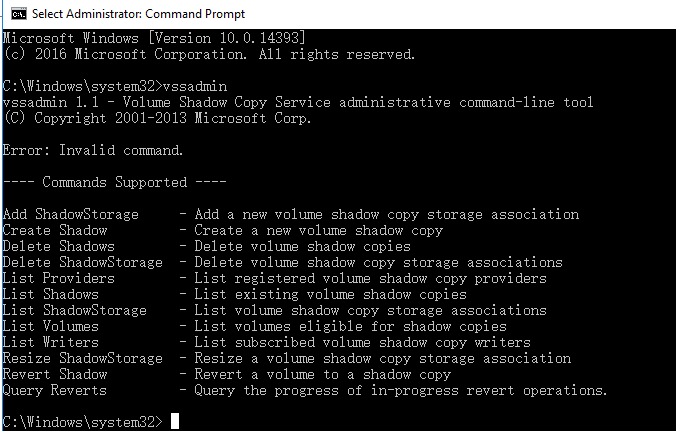 Select Administrator: Command Prompt
Microsoft Windows [Version 10.0.14393]
(c) 2016 Microsoft Corporation. All rights reserved.
C:\Windows\system32>vssadmin
vssadmin 1.1 - Volume Shadow Copy Service administrative command-line tool
(C) Copyright 2001-2013 Microsoft Corp.
Error: Invalid command.
---- Commands Supported ----
Add ShadowStorage - Add a new volume shadow copy storage association
Create Shadow - Create a new volume shadow copy
Delete Shadows - Delete volume shadow copies
Delete ShadowStorage - Delete volume shadow copy storage associations
List Providers - List registered volume shadow copy providers
List Shadows - List existing volume shadow copies
List ShadowStorage - List volume shadow copy storage associations
List Volumes - List volumes eligible for shadow copies
List Writers - List subscribed volume shadow copy writers
Resize ShadowStorage - Resize a volume shadow copy storage association
Revert Shadow - Revert a volume to a shadow copy
Query Reverts - Query the progress of in-progress revert operations.
C:\Windows\system32>